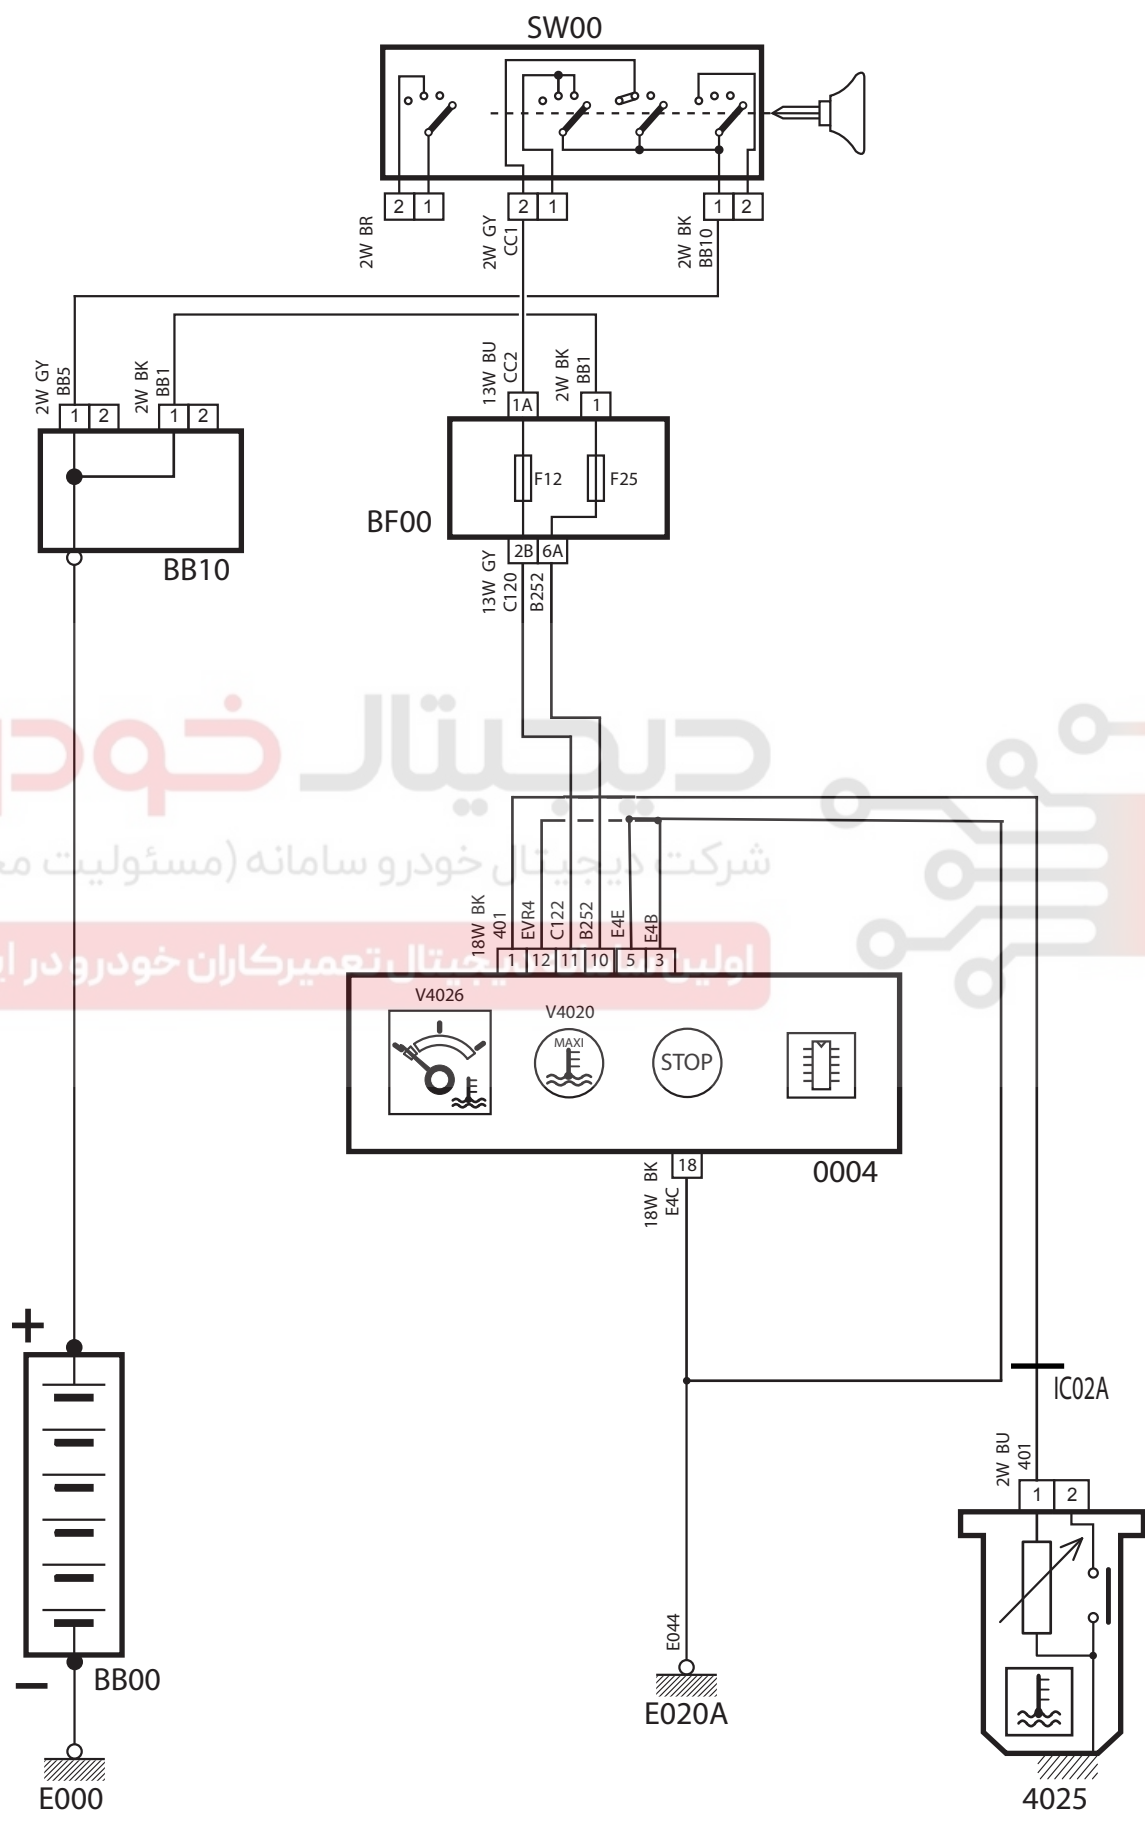 SW00
2 1
2 1
1 2
2W BR
2W GY
CC1
2W BK
BB10
2W GY
BB5
2W BK
BB1
13W BU
CC2
2W BK
BB1
1 2
1 2
1A
1
F12
F25
BF00
BB10
2B 6A
13W GY
C120
B252
دیجیتال خودر
شرکت دیجیتال خودرو سامانه (مسئولیت
18W BK
401
EVR4
C122
B252
E4E
E4B
اولین
دیجیتال تعمیرکاران خودرو در
1 12 11 10 5 3
V4026
V4020
MAXI
STOP
18
0004
18W BK
E4C
+
IC02A
2W BU
401
1 2
E044
−
BB00
E020A
E000
4025